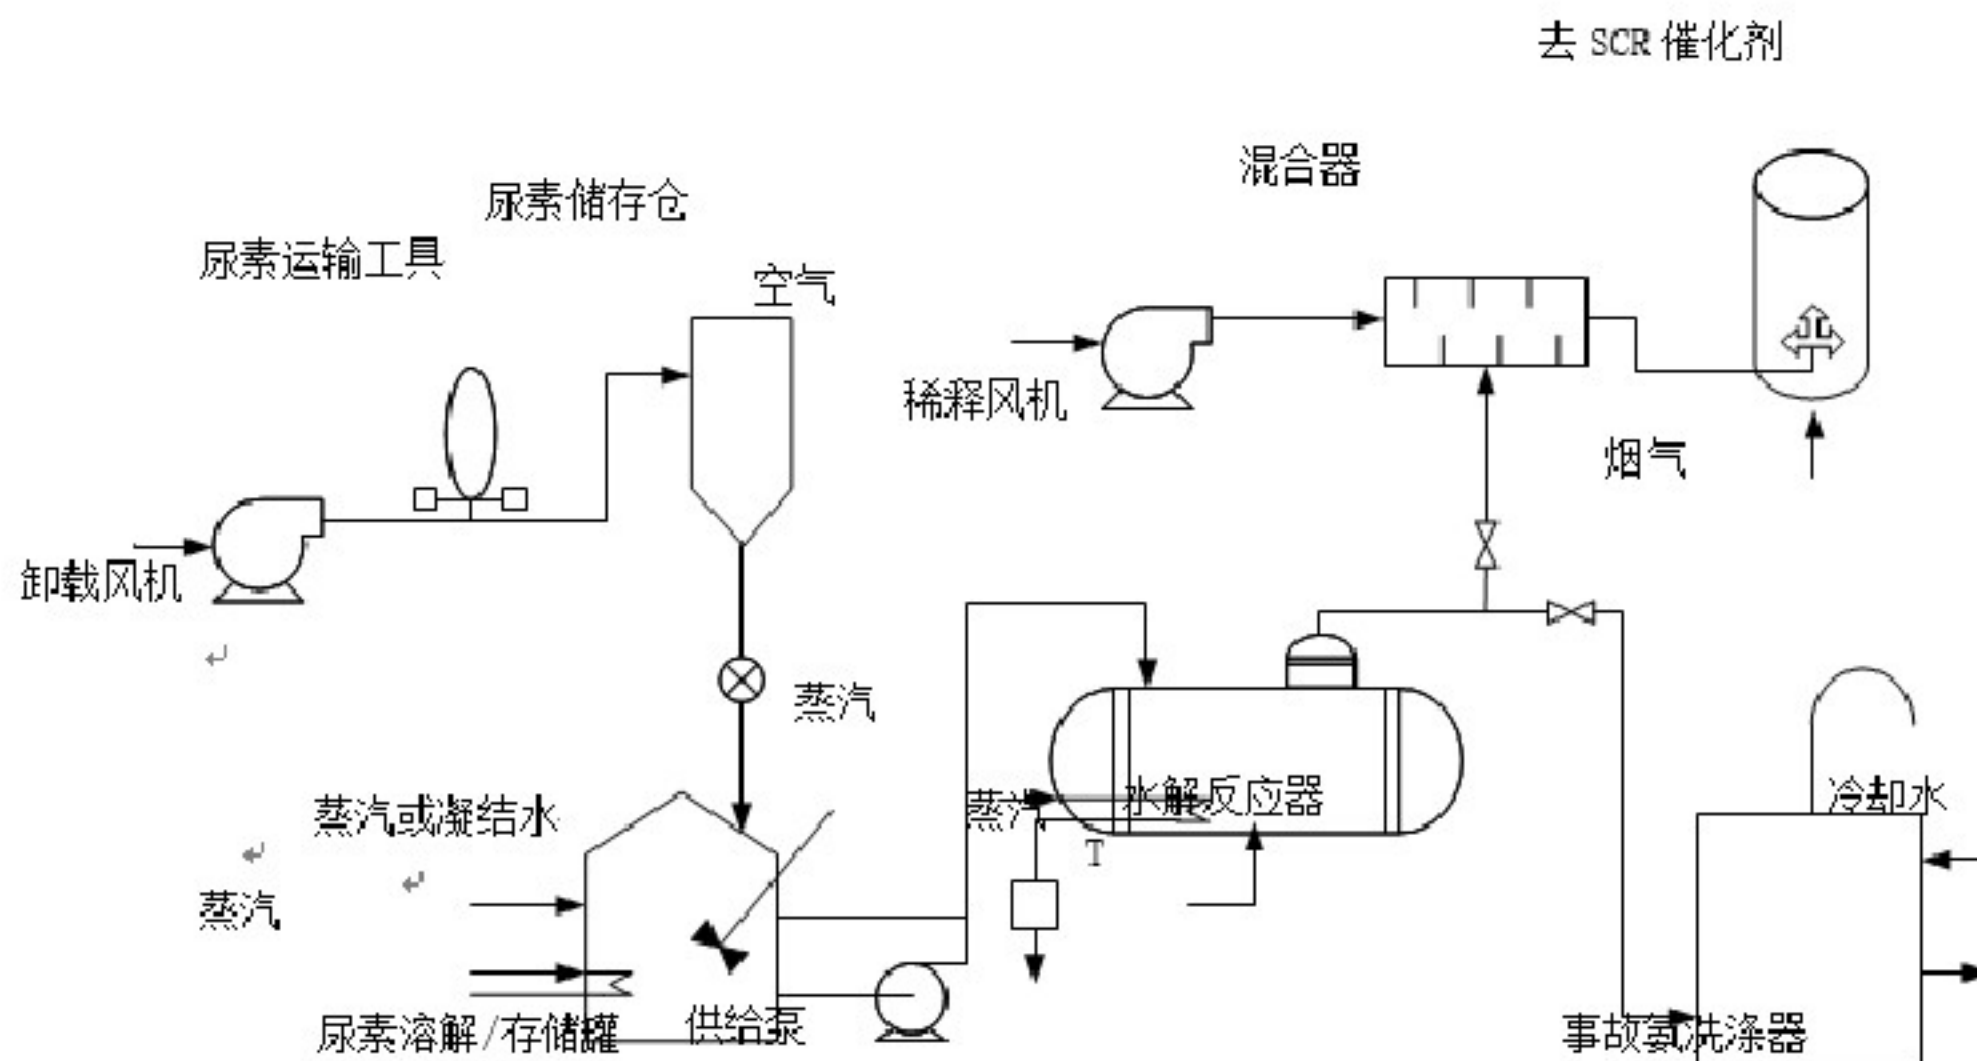 去 SCR 催化剂
混合器
尿素储存仓
尿素运输工具
空气
稀释风机
烟气
卸载风机
蒸汽
蒸汽或凝结水
蒸汽
水解反应器
冷却水
T
蒸汽
尿素溶解/存储罐
供给泵
事故氨洗涤器